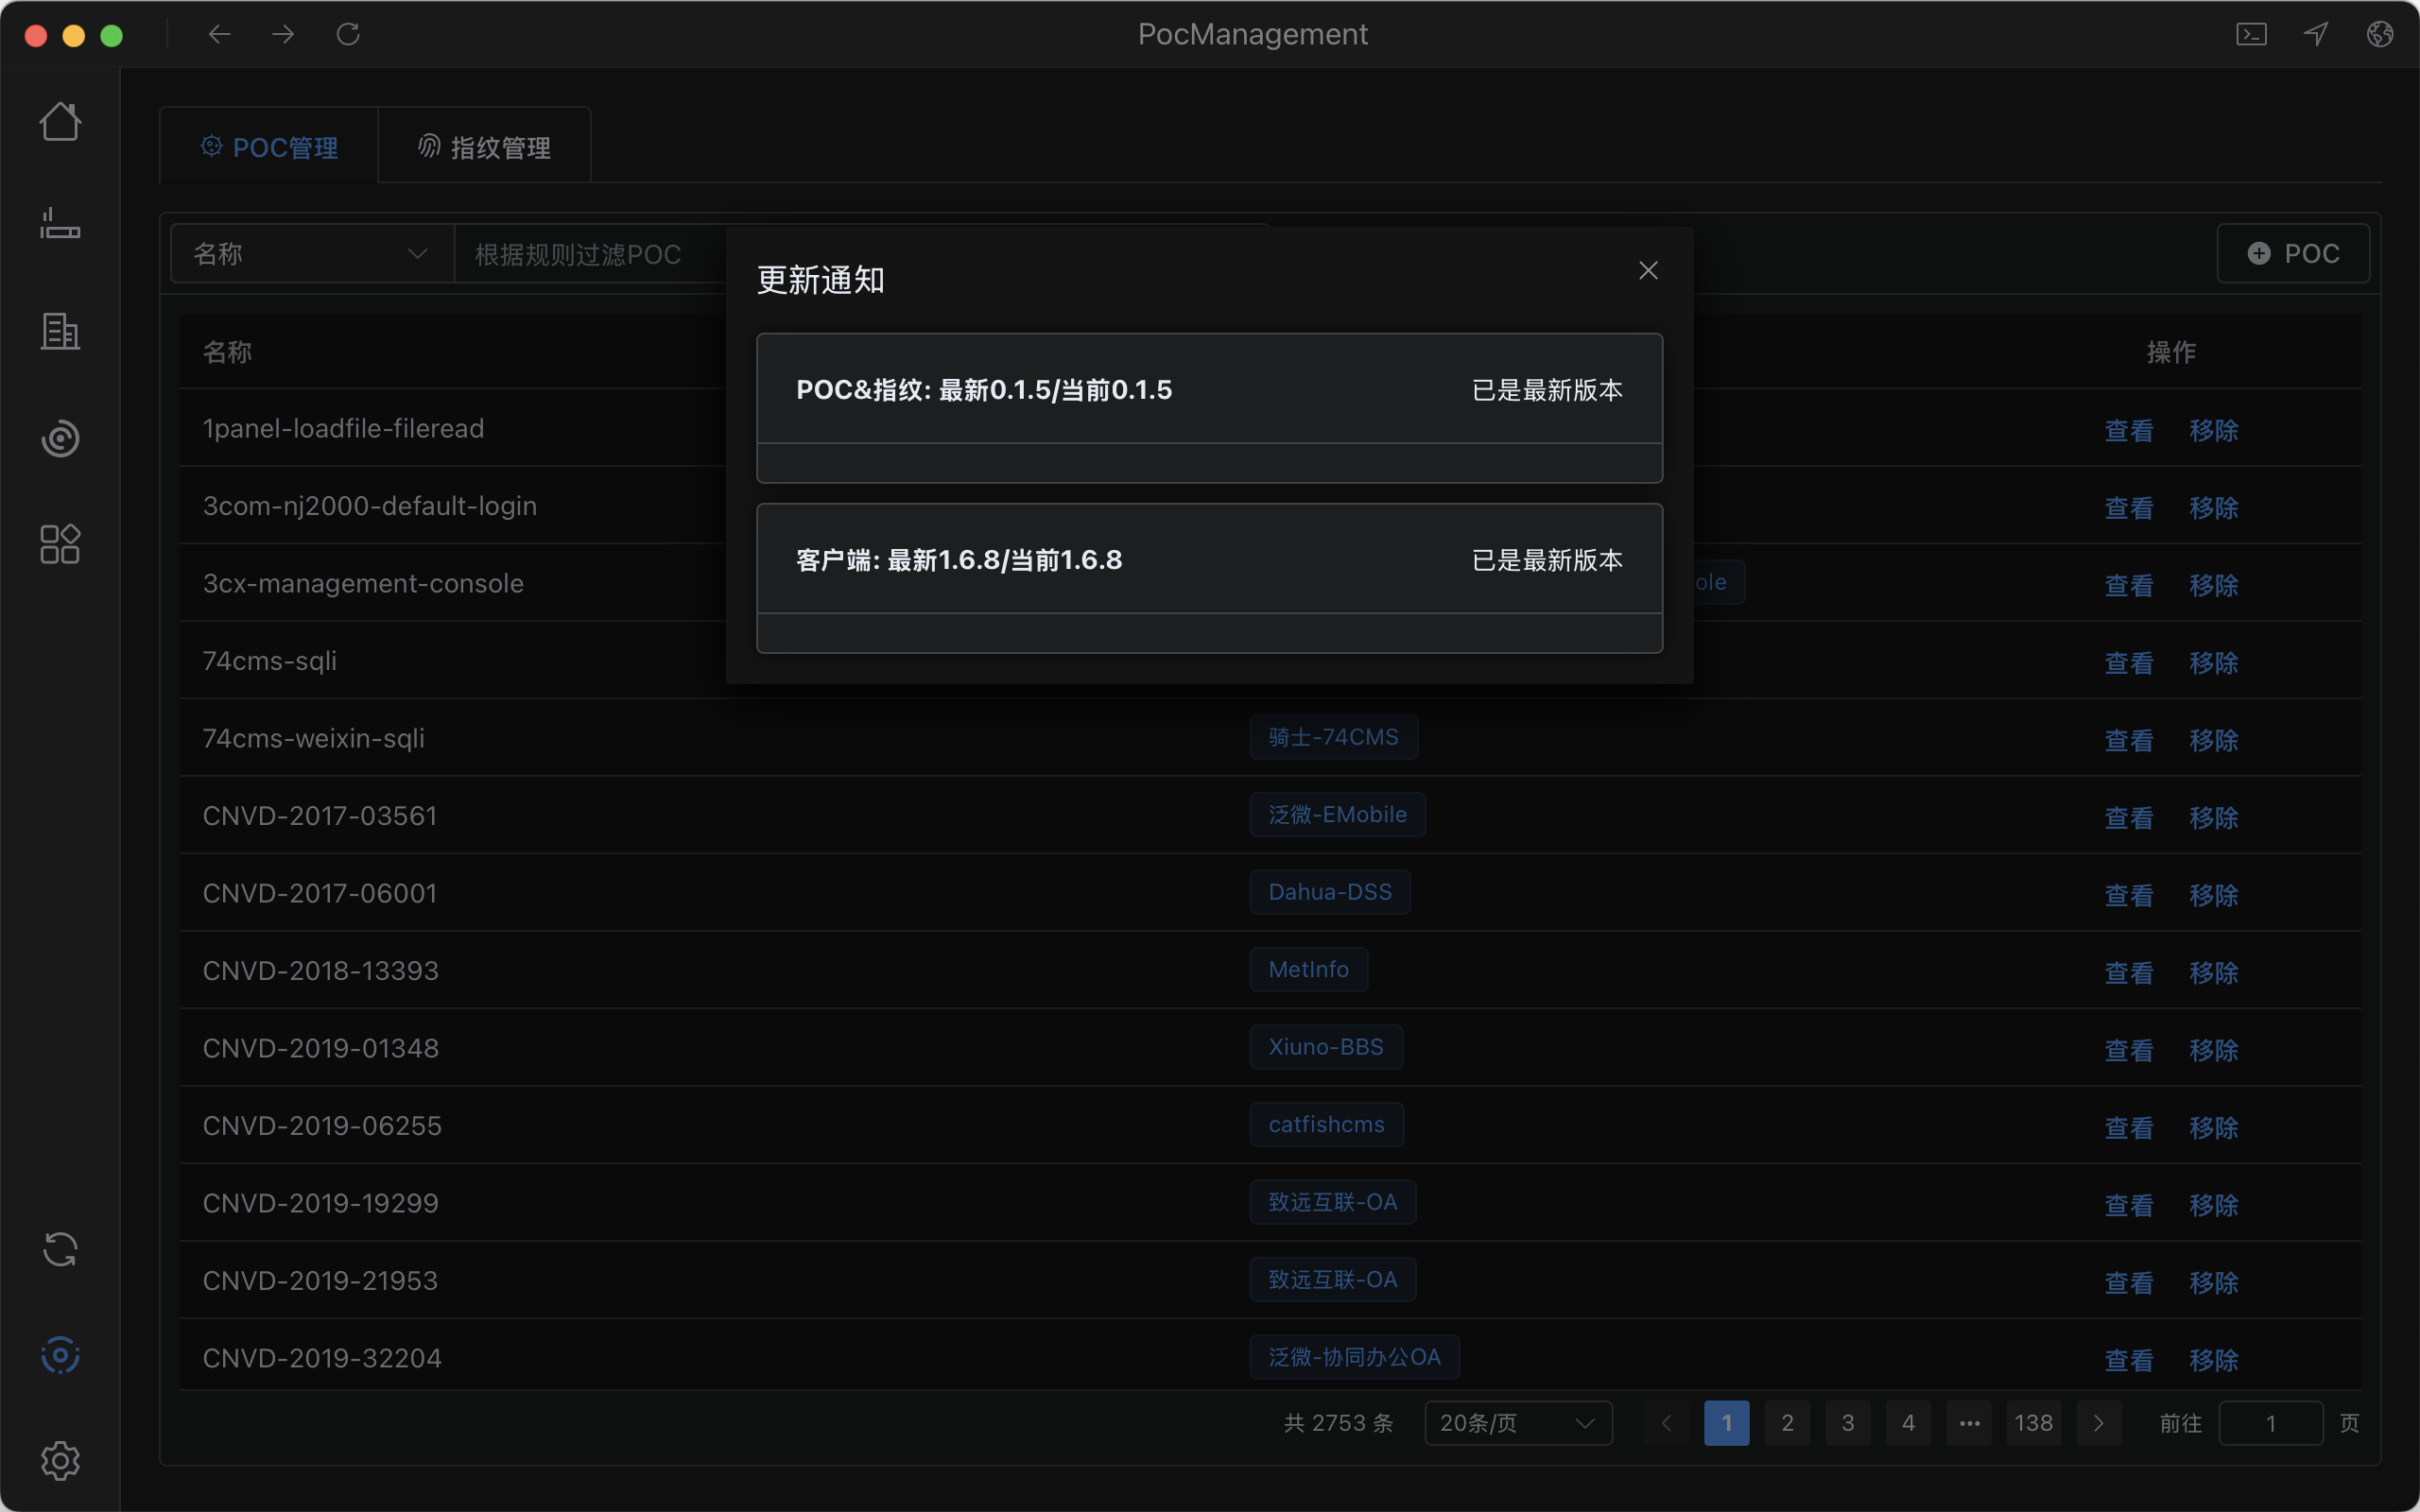 PocManagement
POC管理
指纹管理
名称
根据规则过滤POC
POC
更新通知
POC&指纹: 最新0.1.5/当前0.1.5
已是最新版本
客户端: 最新1.6.8/当前1.6.8
已是最新版本
名称
操作
1panel-loadfile-fileread
查看 移除
3com-nj2000-default-login
查看 移除
3cx-management-console
ole
查看 移除
74cms-sqli
查看 移除
74cms-weixin-sqli
骑士-74CMS
查看 移除
CNVD-2017-03561
泛微-EMobile
查看 移除
CNVD-2017-06001
Dahua-DSS
查看 移除
CNVD-2018-13393
MetInfo
查看 移除
CNVD-2019-01348
Xiuno-BBS
查看 移除
CNVD-2019-06255
catfishcms
查看 移除
CNVD-2019-19299
致远互联-OA
查看 移除
CNVD-2019-21953
致远互联-OA
查看 移除
CNVD-2019-32204
泛微-协同办公OA
查看 移除
共 2753 条
20条/页
1 2 3 4 ••• 138
前往 1 页